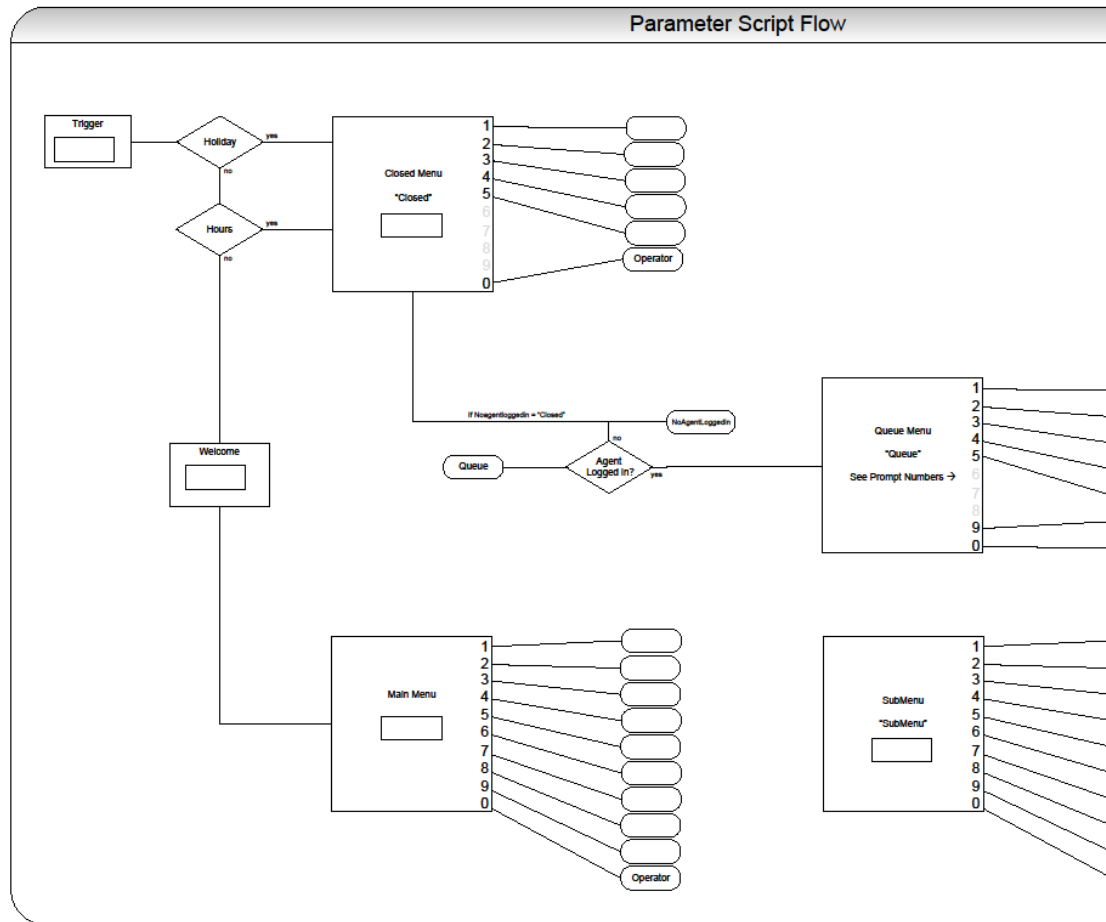 Parameter Script Flow
Trigger
Holiday
yes
no
Hours
yes
no
Closed Menu
"Closed"
1
2
3
4
5
6
7
8
9
0
Operator
If Noagentloggedin = "Closed"
NoAgentLoggedIn
no
Queue
Agent
Logged In?
yes
Queue Menu
"Queue"
See Prompt Numbers →
1
2
3
4
5
6
7
8
9
0
Welcome
Main Menu
1
2
3
4
5
6
7
8
9
0
Operator
SubMenu
"SubMenu"
1
2
3
4
5
6
7
8
9
0